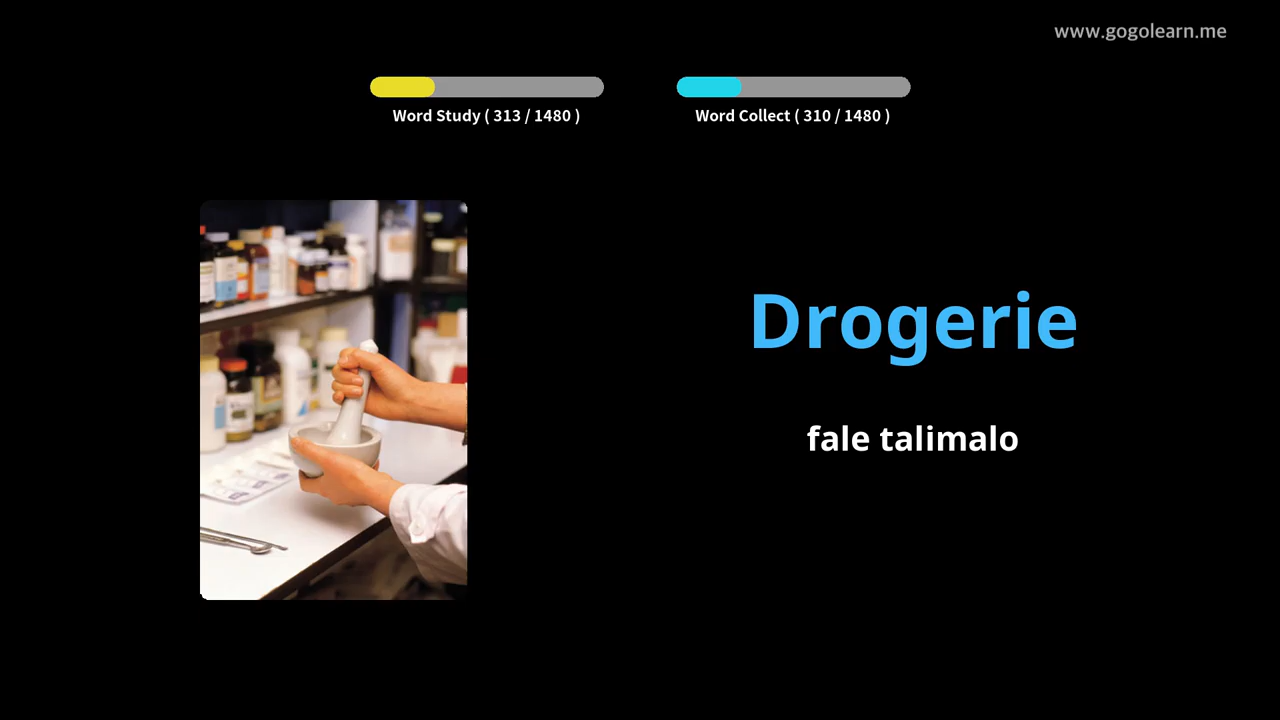 www.gogolearn.me
Word Study ( 313 / 1480 )
Word Collect ( 310 / 1480 )
Drogerie
fale talimalo